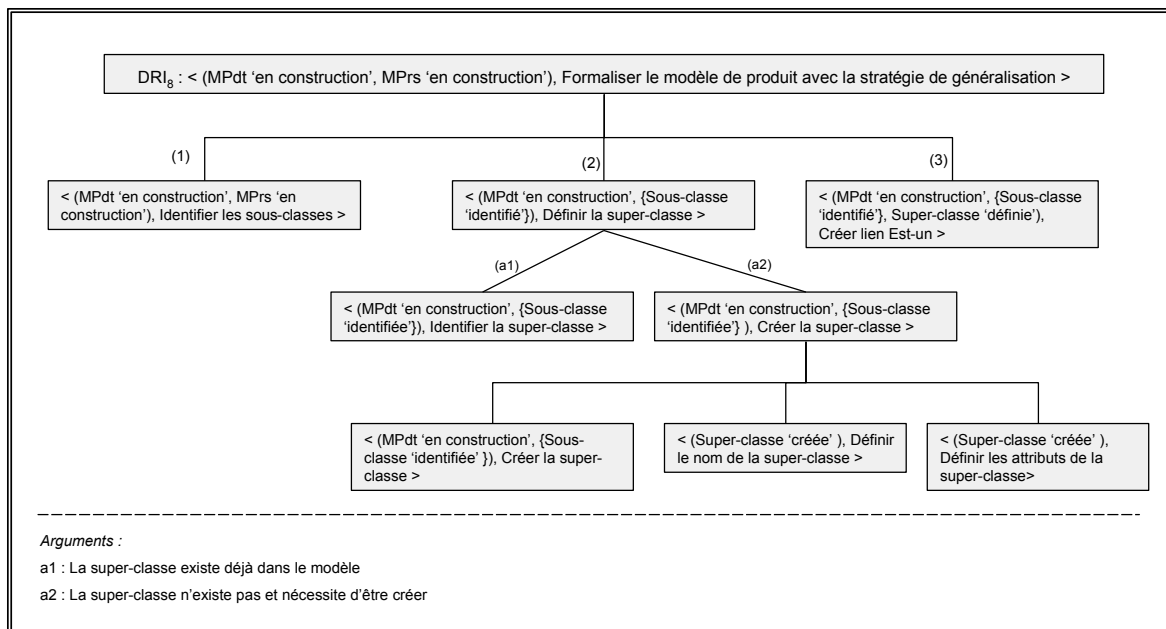 DRI8 : < (MPdt ‘en construction’, MPrs ‘en construction’), Formaliser le modèle de produit avec la stratégie de généralisation >
(1)
(2)
(3)
< (MPdt ‘en construction’, MPrs ‘en
construction’), Identifier les sous-classes >
< (MPdt ‘en construction’, {Sous-classe
‘identifié’}), Définir la super-classe >
< (MPdt ‘en construction’, {Sous-classe
‘identifié’}, Super-classe ‘définie’),
Créer lien Est-un >
(a1)
(a2)
< (MPdt ‘en construction’, {Sous-classe
‘identifiée’}), Identifier la super-classe >
< (MPdt ‘en construction’, {Sous-classe
‘identifiée’} ), Créer la super-classe >
< (MPdt ‘en construction’, {Sous-
classe ‘identifiée’ }), Créer la super-
classe >
< (Super-classe ‘créée’ ), Définir
le nom de la super-classe >
< (Super-classe ‘créée’ ),
Définir les attributs de la
super-classe>
Arguments :
a1 : La super-classe existe déjà dans le modèle
a2 : La super-classe n’existe pas et nécessite d’être créer